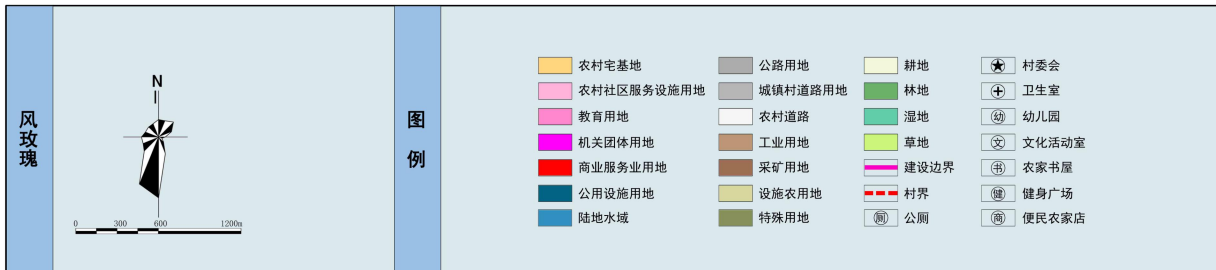 风玫瑰
N
0 300 600 1200m
图例
农村宅基地
农村社区服务设施用地
教育用地
机关团体用地
商业服务业用地
公用设施用地
陆地水域
公路用地
城镇村道路用地
农村道路
工业用地
采矿用地
设施农用地
特殊用地
耕地
林地
湿地
草地
建设边界
村界
厕 公厕
村委会
卫生室
幼 幼儿园
文 文化活动室
书 农家书屋
健 健身广场
商 便民农家店